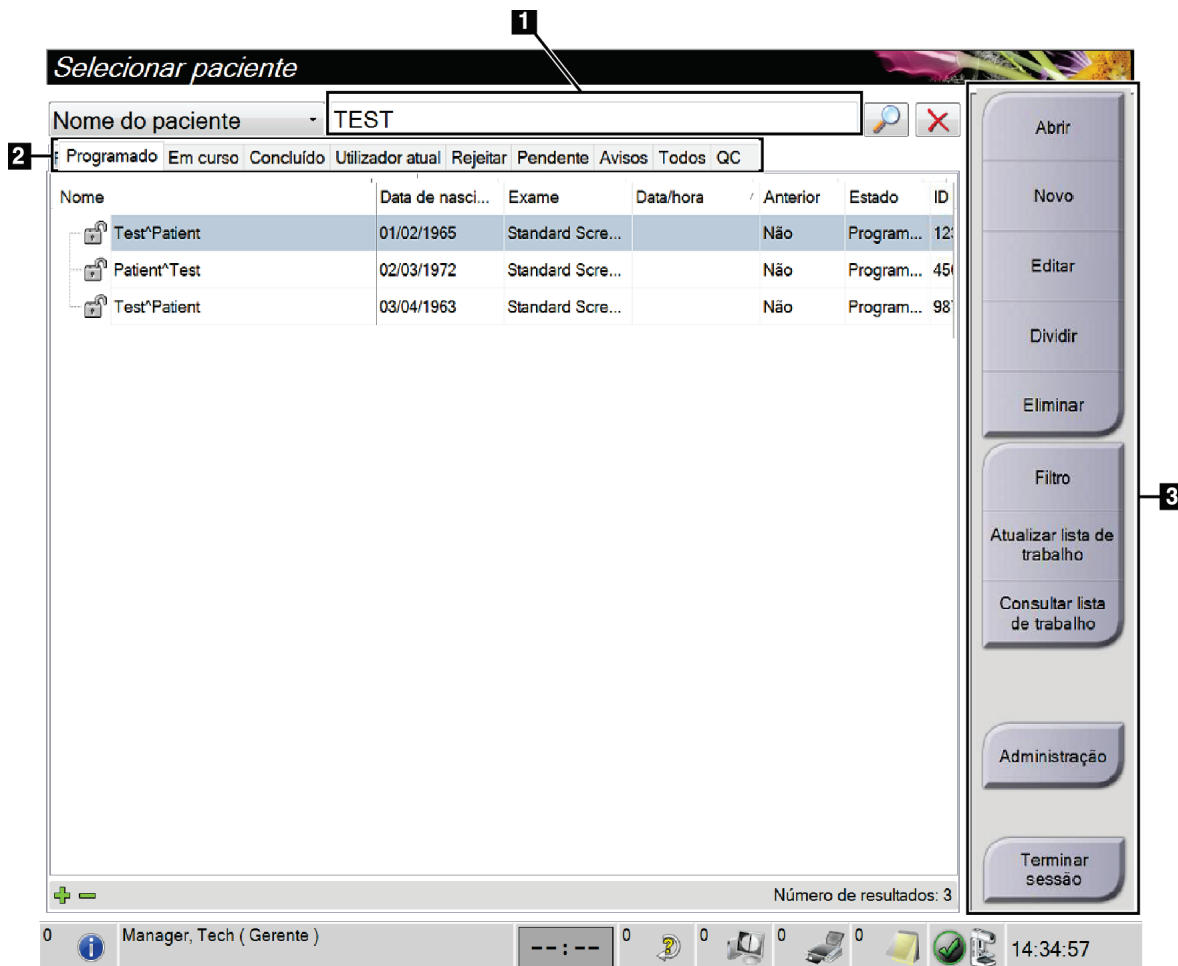 1
Selecionar paciente
Nome do paciente TEST
2
Programado Em curso Concluído Utilizador atual Rejeitar Pendente Avisos Todos QC
Nome Data de nasci... Exame Data/hora Anterior Estado ID
Test^Patient 01/02/1965 Standard Scre... Não Program... 12
Patient^Test 02/03/1972 Standard Scre... Não Program... 45
Test^Patient 03/04/1963 Standard Scre... Não Program... 98
Número de resultados: 3
Abrir
Novo
Editar
Dividir
Eliminar
Filtro
Atualizar lista de
trabalho
Consultar lista
de trabalho
Administração
Terminar
sessão
3
0 Manager, Tech ( Gerente ) --:-- 0 0 0 0 14:34:57